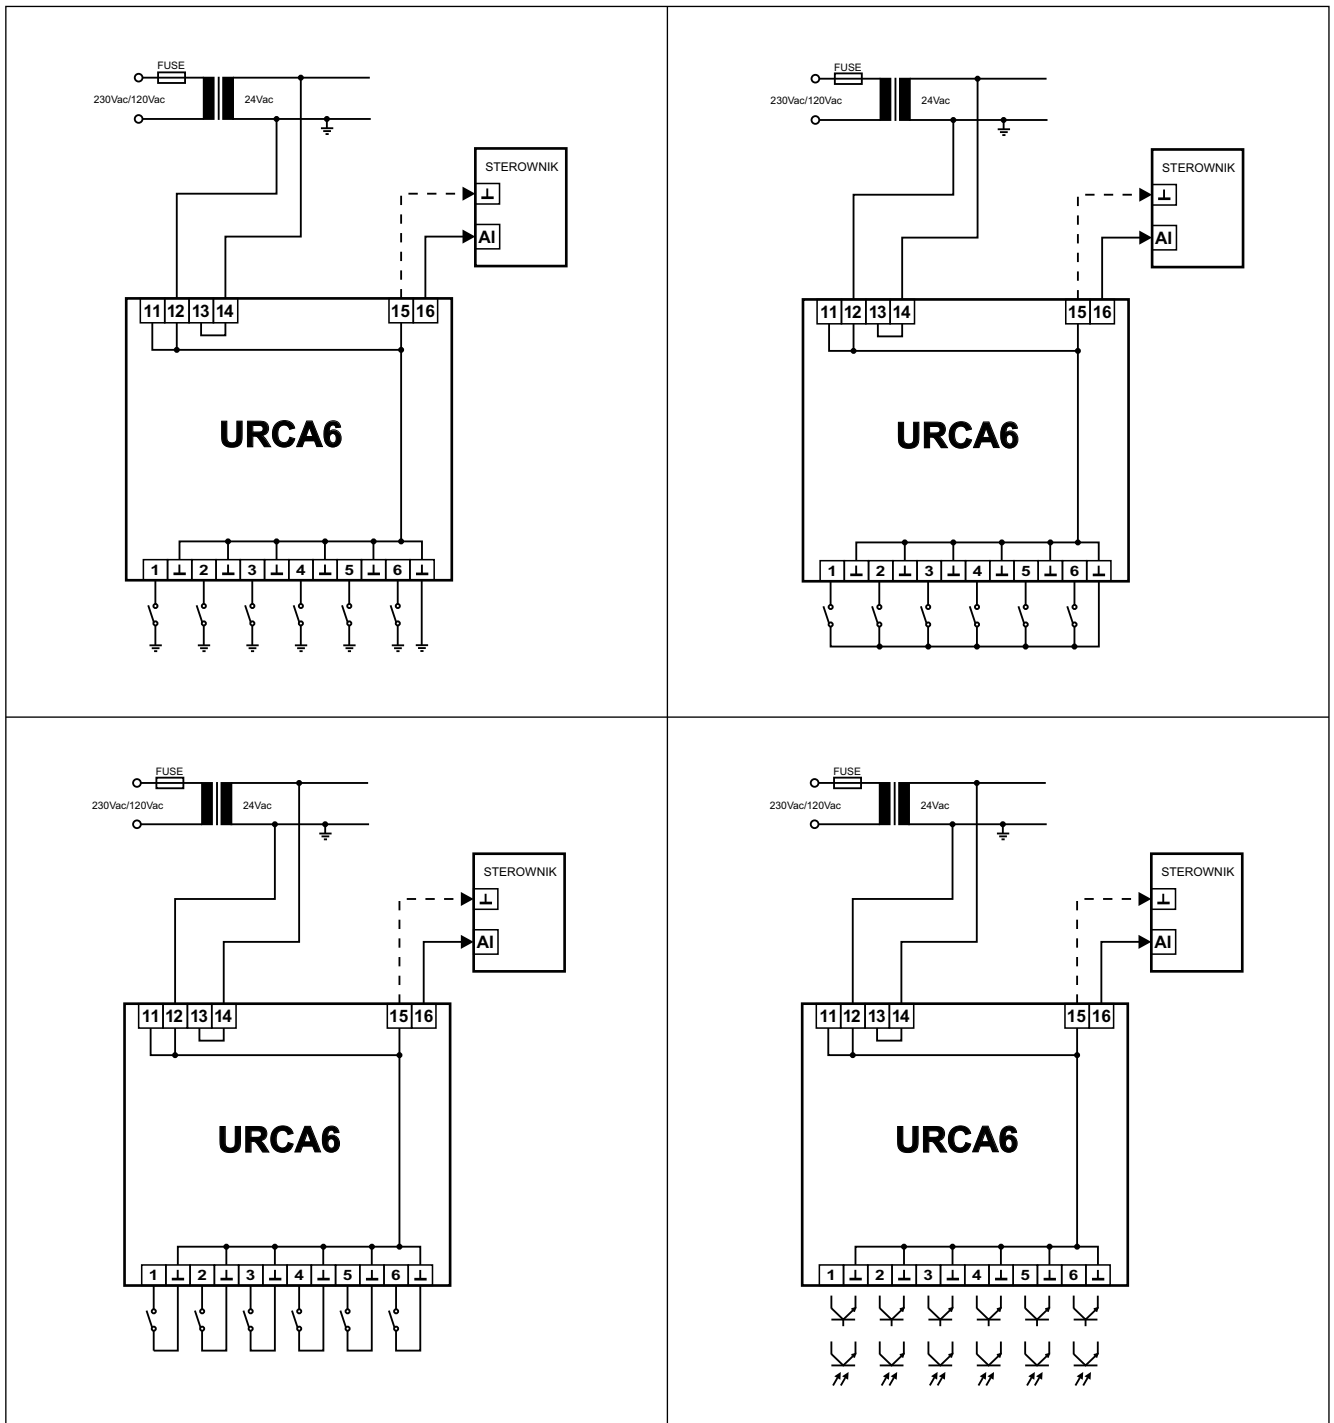 FUSE
230Vac/120Vac 24Vac
STEROWNIK
⊥
AI
11 12 13 14 15 16
URCA6
1 ⊥ 2 ⊥ 3 ⊥ 4 ⊥ 5 ⊥ 6 ⊥
FUSE
230Vac/120Vac 24Vac
STEROWNIK
⊥
AI
11 12 13 14 15 16
URCA6
1 ⊥ 2 ⊥ 3 ⊥ 4 ⊥ 5 ⊥ 6 ⊥
FUSE
230Vac/120Vac 24Vac
STEROWNIK
⊥
AI
11 12 13 14 15 16
URCA6
1 ⊥ 2 ⊥ 3 ⊥ 4 ⊥ 5 ⊥ 6 ⊥
FUSE
230Vac/120Vac 24Vac
STEROWNIK
⊥
AI
11 12 13 14 15 16
URCA6
1 ⊥ 2 ⊥ 3 ⊥ 4 ⊥ 5 ⊥ 6 ⊥